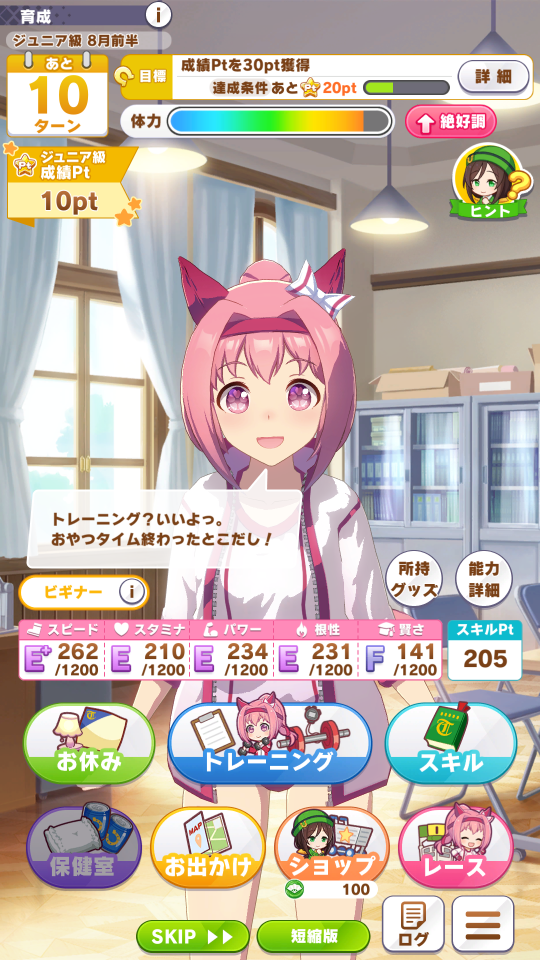 育成
i
ジュニア級 8月前半
あと
10
ターン
目標
成績Ptを30pt獲得
達成条件 あと Pt 20pt
詳細
体力
絶好調
Pt ジュニア級
成績Pt
10pt
ヒント
トレーニング？いいよっ。
おやつタイム終わったとこだし！
所持
グッズ
能力
詳細
ビギナー i
スピード スタミナ パワー 根性 賢さ スキルPt
E+ 262 /1200 E 210 /1200 E 234 /1200 E 231 /1200 F 141 /1200
205
お休み
トレーニング
スキル
保健室
MAP
お出かけ
ショップ
レース
100
SKIP
短縮版
ログ